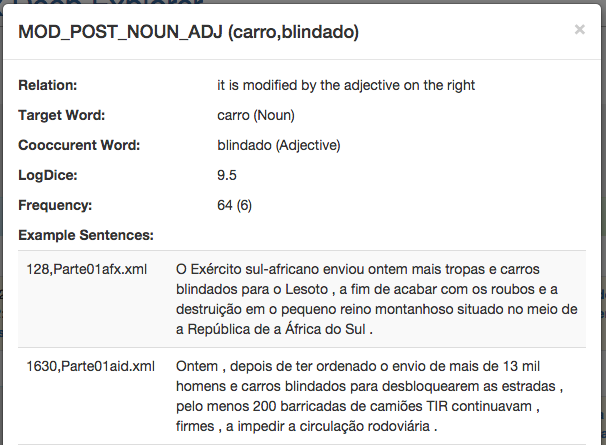 MOD_POST_NOUN_ADJ (carro,blindado) ×
Relation: it is modified by the adjective on the right
Target Word: carro (Noun)
Cooccurent Word: blindado (Adjective)
LogDice: 9.5
Frequency: 64 (6)
Example Sentences:
128,Parte01afx.xml O Exército sul-africano enviou ontem mais tropas e carros
blindados para o Lesoto , a fim de acabar com os roubos e a
destruição em o pequeno reino montanhoso situado no meio de
a República de a África do Sul .
1630,Parte01aid.xml Ontem , depois de ter ordenado o envio de mais de 13 mil
homens e carros blindados para desbloquearem as estradas ,
pelo menos 200 barricadas de camiões TIR continuavam ,
firmes , a impedir a circulação rodoviária .